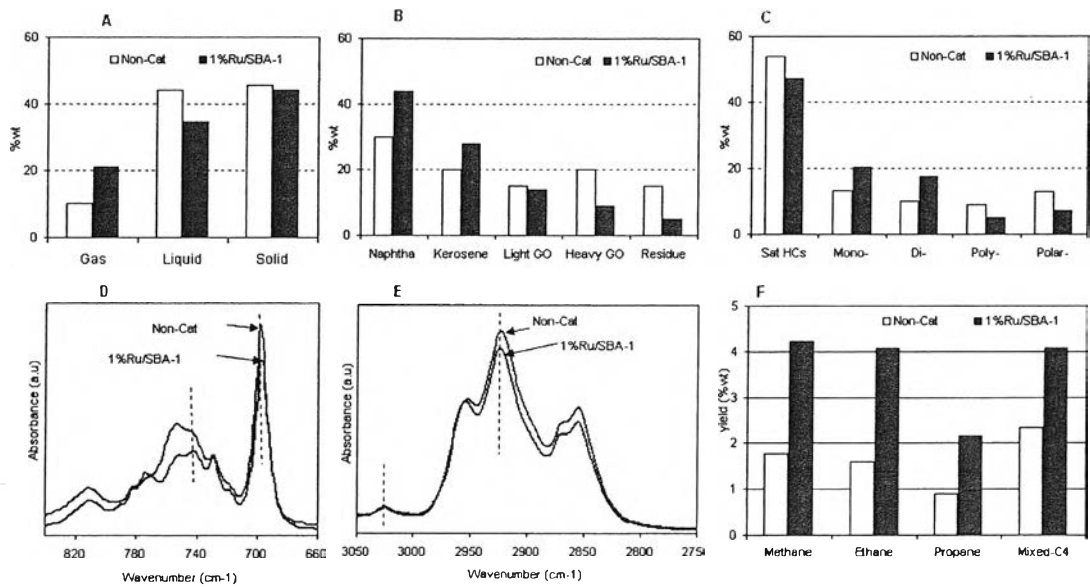 A
60
40
20
0
%wt
Non-Cat
1%Ru/SBA-1
Gas
Liquid
Solid
B
60
40
20
0
%wt
Non-Cat
1%Ru/SBA-1
Naphtha
Kerosene
Light GO
Heavy GO
Residue
C
60
40
20
0
%wt
Non-Cat
1%Ru/SBA-1
Sat HCs
Mono-
Di-
Poly-
Polar-
D
Non-Cat
1%Ru/SBA-1
Absorbance (a.u)
820
780
740
700
660
Wavenumber (cm-1)
E
Non-Cat
1%Ru/SBA-1
Absorbance (a.u)
3050
3000
2950
2900
2850
2800
2754
Wavenumber (cm-1)
F
5
4
3
2
1
0
yield (%wt)
Non-Cat
1%Ru/SBA-1
Methane
Ethane
Propane
Mixed-C4